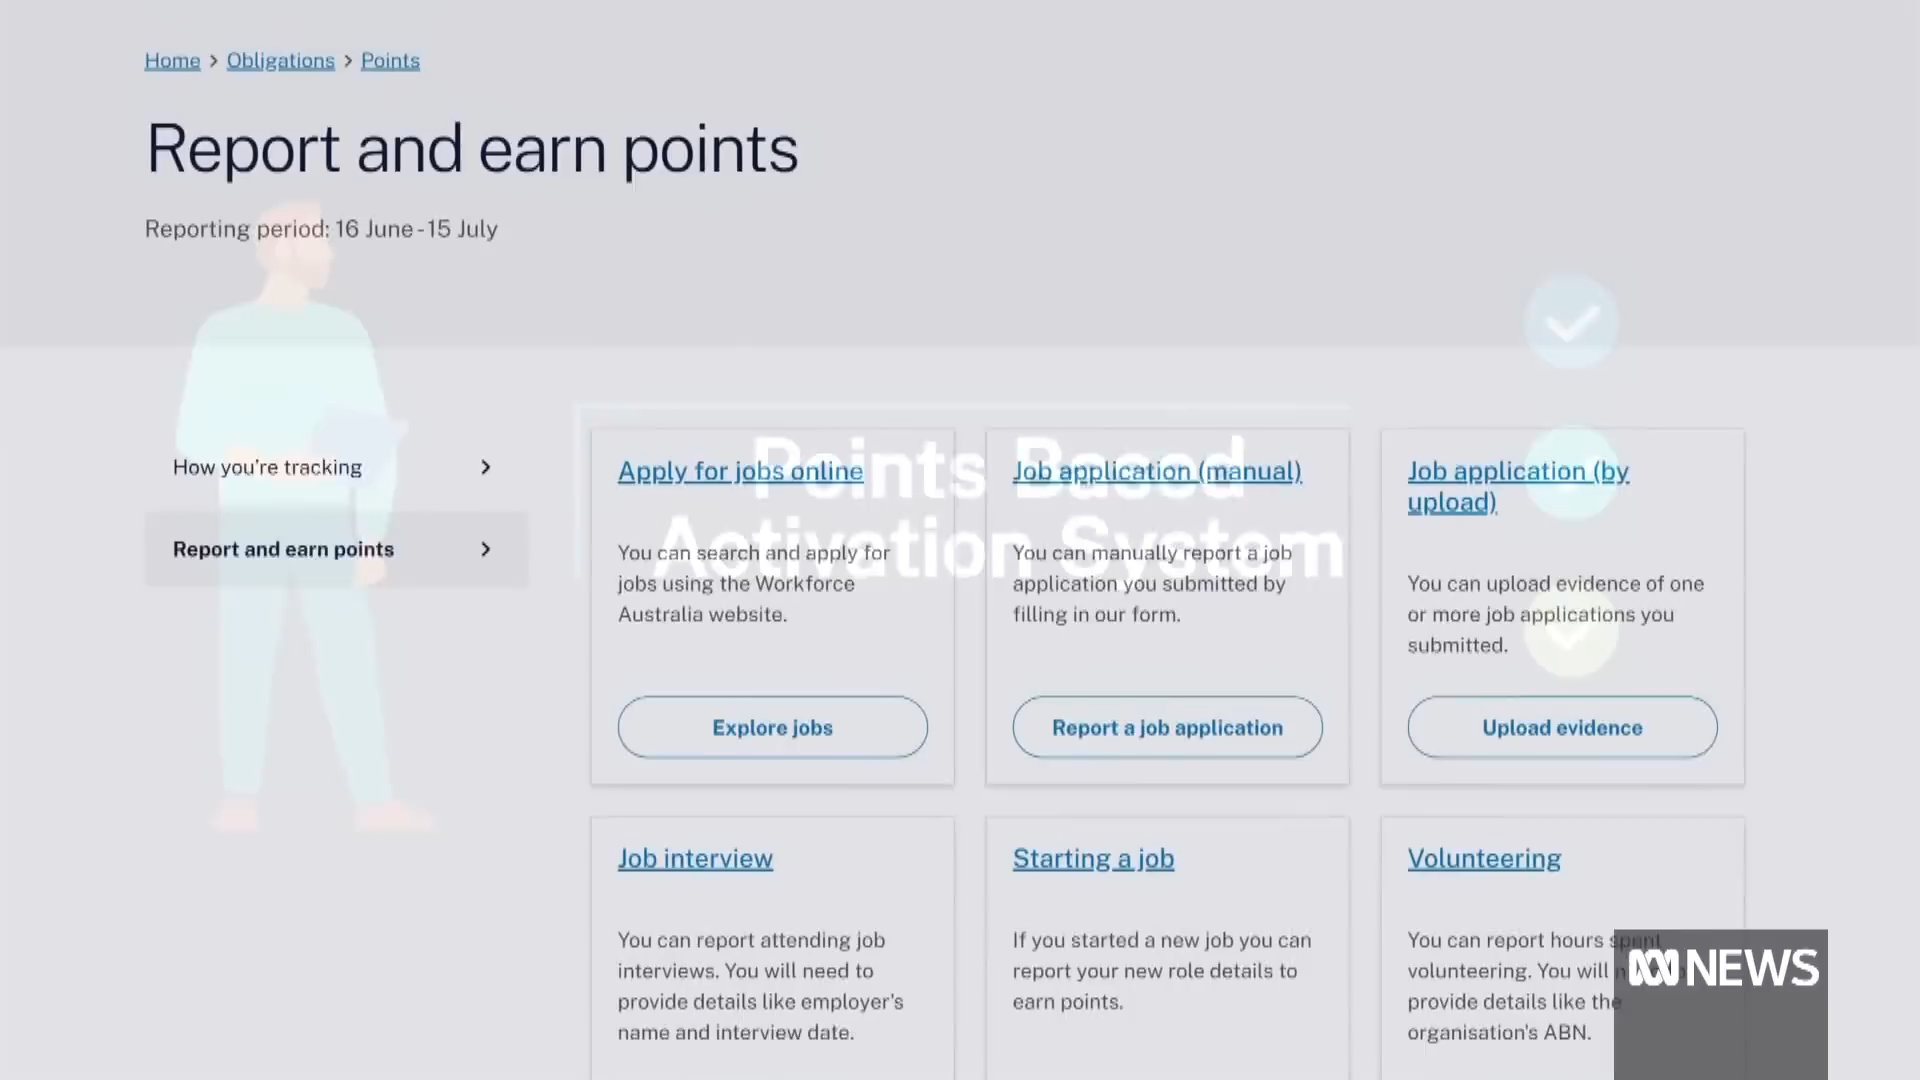 Home > Obligations > Points
Report and earn points
Reporting period: 16 June - 15 July
How you're tracking
Report and earn points
Points Based
Activation System
Apply for jobs online
You can search and apply for
jobs using the Workforce
Australia website.
Explore jobs
Job application (manual)
You can manually report a job
application you submitted by
filling in our form.
Report a job application
Job application (by
upload)
You can upload evidence of one
or more job applications you
submitted.
Upload evidence
Job interview
You can report attending job
interviews. You will need to
provide details like employer's
name and interview date.
Starting a job
If you started a new job you can
report your new role details to
earn points.
Volunteering
You can report hours spent
volunteering. You will
provide details like the
organisation's ABN.
NEWS